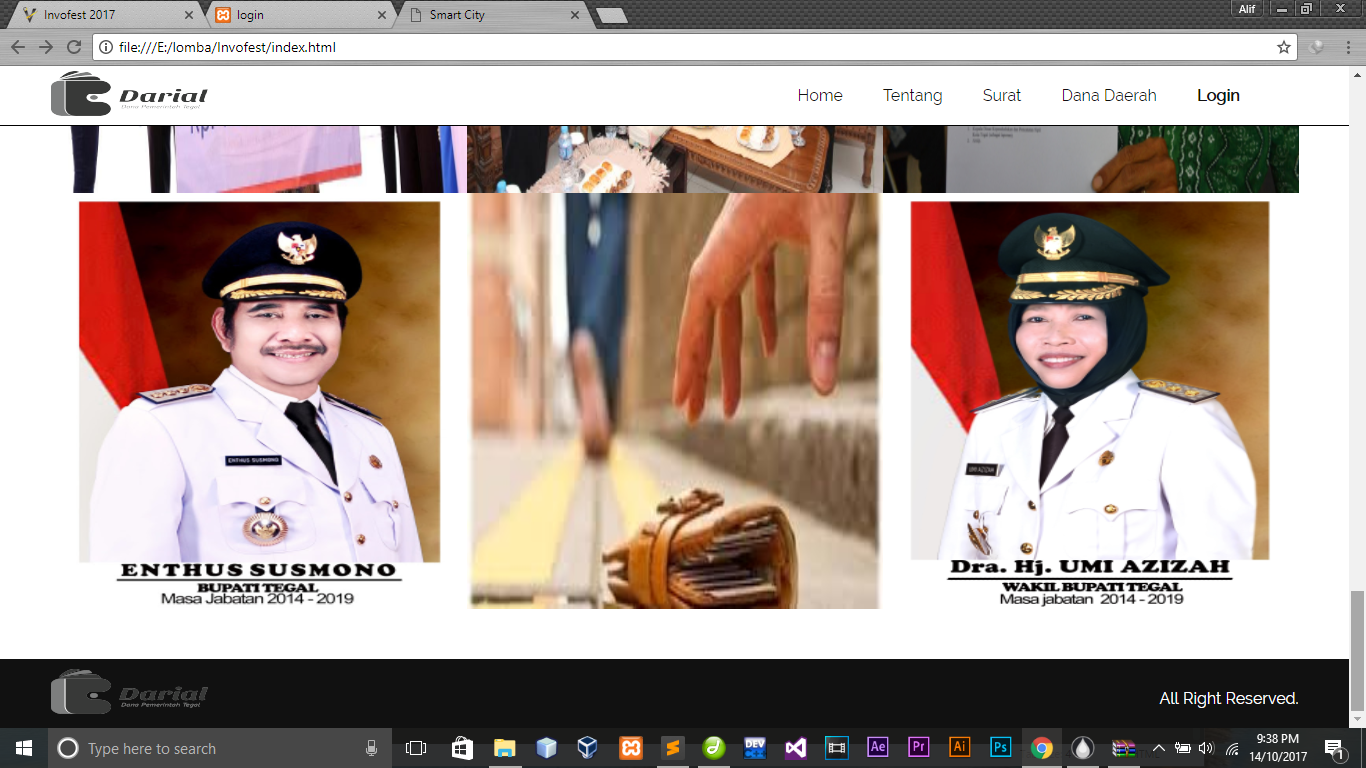 Invofest 2017
login
Smart City
Alif
file:///E:/lomba/Invofest/index.html
Darial
Dana Pemerintah Tegal
Home
Tentang
Surat
Dana Daerah
Login
ENTHUS SUSMONO
UMI AZIZAH
ENTHUS SUSMONO
BUPATI TEGAL
Masa Jabatan 2014 - 2019
Dra. Hj. UMI AZIZAH
WAKIL BUPATI TEGAL
Masa jabatan 2014 - 2019
Darial
Dana Pemerintah Tegal
All Right Reserved.
Type here to search
DEV
Ae
Pr
Ai
Ps
9:38 PM
14/10/2017
1